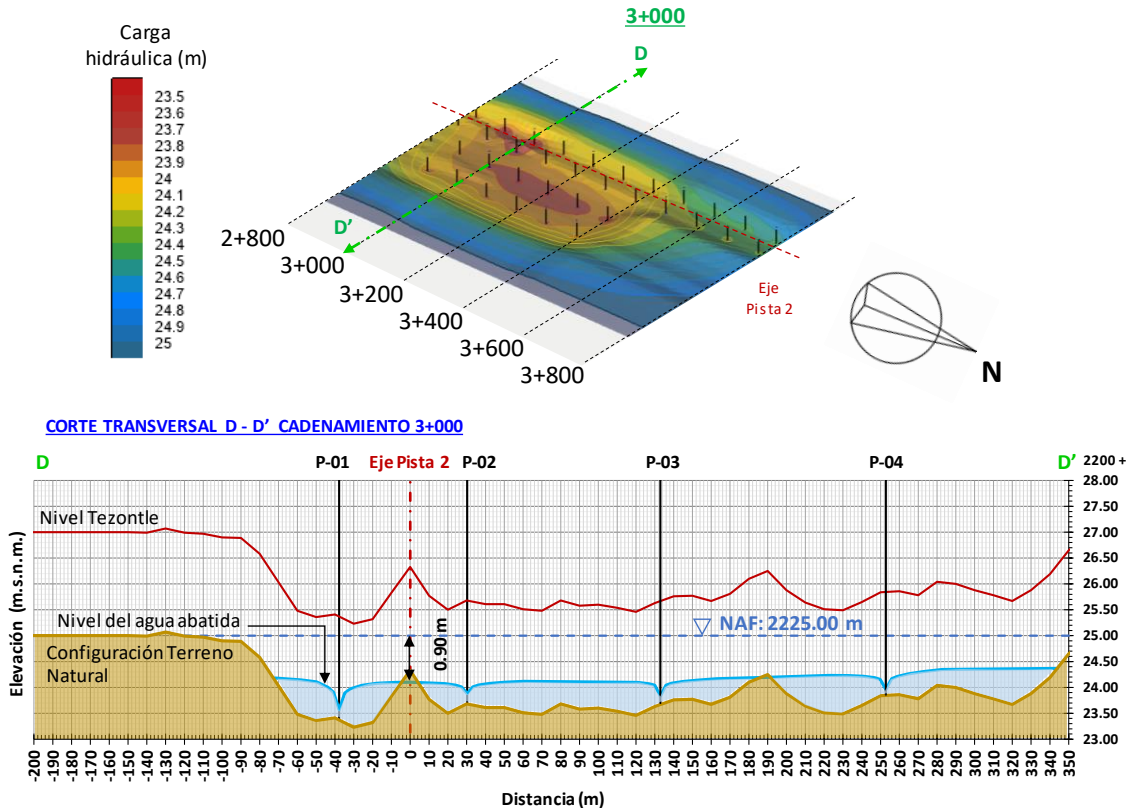 3+000
Carga
hidráulica (m)
D
23.5
23.6
23.7
23.8
23.9
24
24.1
24.2
24.3
24.4
24.5
24.6
24.7
24.8
24.9
25
D'
2+800
3+000
3+200
3+400
3+600
3+800
Eje
Pista 2
N
CORTE TRANSVERSAL D - D’ CADENAMIENTO 3+000
D P-01 Eje Pista 2 P-02 P-03 P-04 D’ 2200 +
28.00
27.50
27.00
26.50
26.00
25.50
25.00
24.50
24.00
23.50
23.00
Elevación (m.s.n.m.)
Nivel Tezontle
Nivel del agua abatida
NAF: 2225.00 m
0.90 m
Configuración Terreno
Natural
-200 -190 -180 -170 -160 -150 -140 -130 -120 -110 -100 -90 -80 -70 -60 -50 -40 -30 -20 -10 0 10 20 30 40 50 60 70 80 90 100 110 120 130 140 150 160 170 180 190 200 210 220 230 240 250 260 270 280 290 300 310 320 330 340 350
Distancia (m)